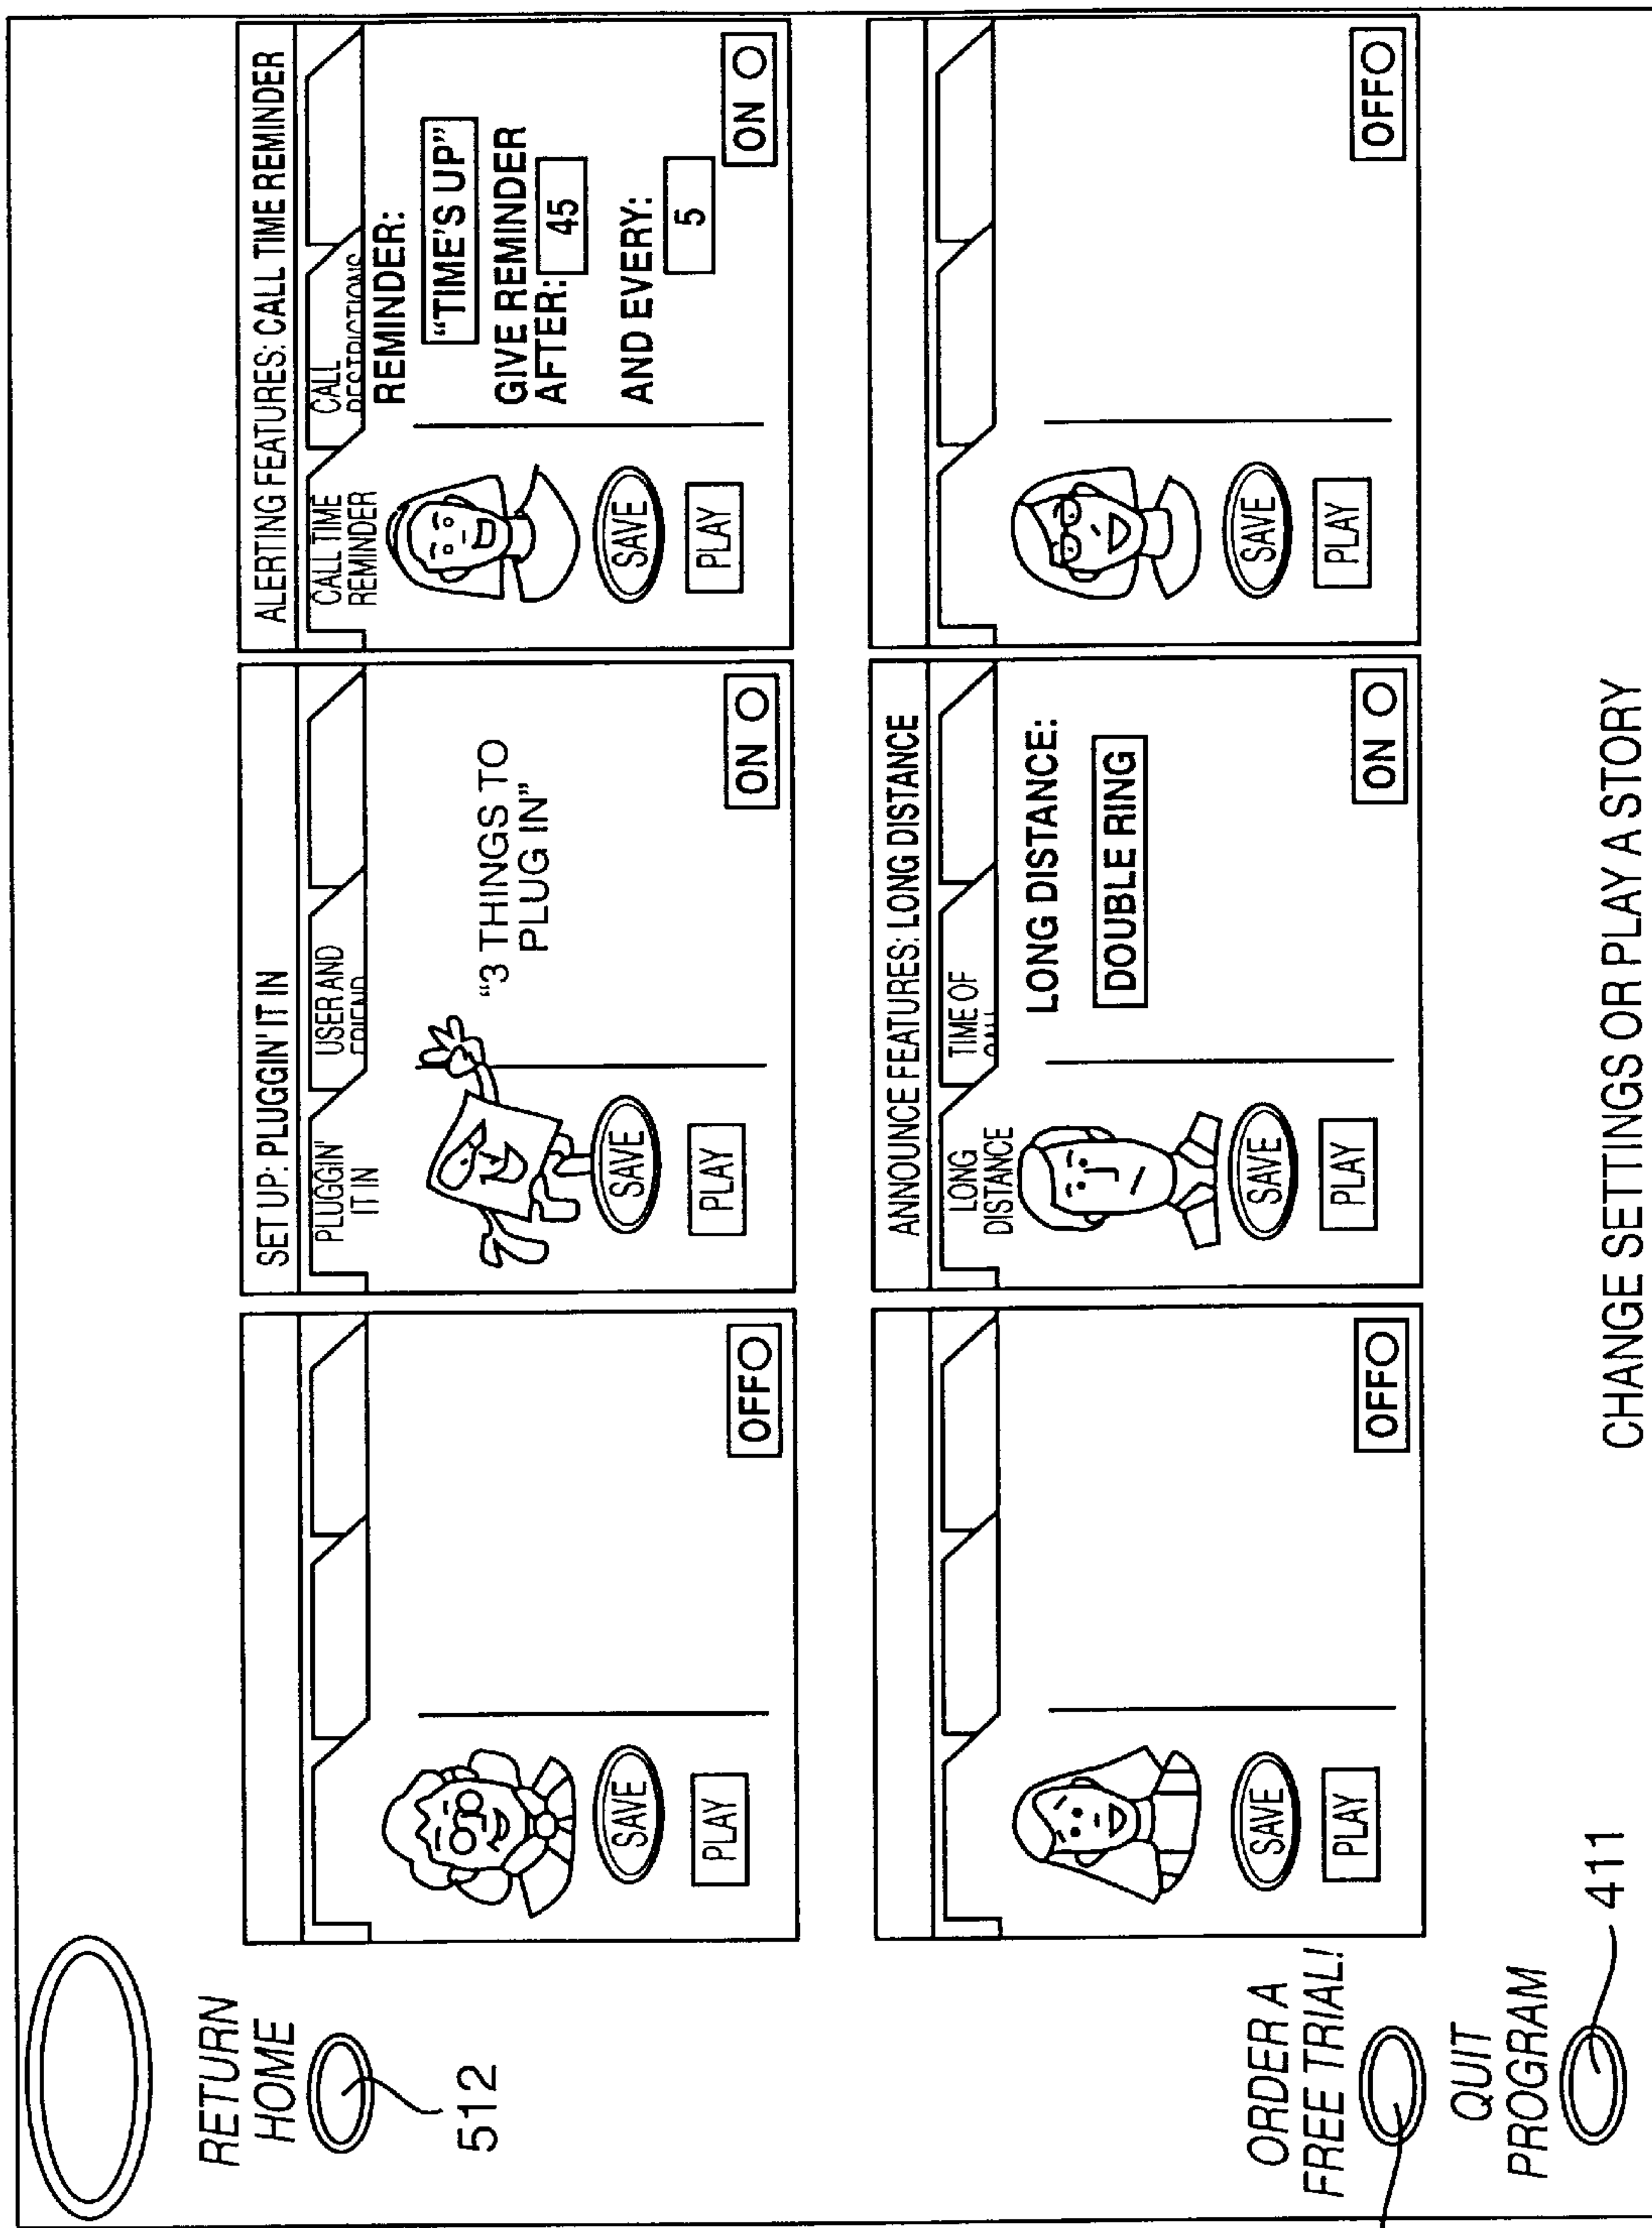 RETURN
HOME
512
ORDER A
FREE TRIAL!
QUIT
PROGRAM
411
SAVE
PLAY
OFF
SET UP: PLUGGIN' IT IN
PLUGGIN'
IT IN
USER AND
FRIEND
"3 THINGS TO
PLUG IN"
SAVE
PLAY
ON
ALERTING FEATURES: CALL TIME REMINDER
CALL TIME
REMINDER
CALL
RESTRICTIONS
REMINDER:
"TIME'S UP"
GIVE REMINDER
AFTER: 45
AND EVERY:
5
SAVE
PLAY
ON
SAVE
PLAY
OFF
ANNOUNCE FEATURES: LONG DISTANCE
LONG
DISTANCE
TIME OF
CALL
LONG DISTANCE:
DOUBLE RING
SAVE
PLAY
ON
SAVE
PLAY
OFF
CHANGE SETTINGS OR PLAY A STORY